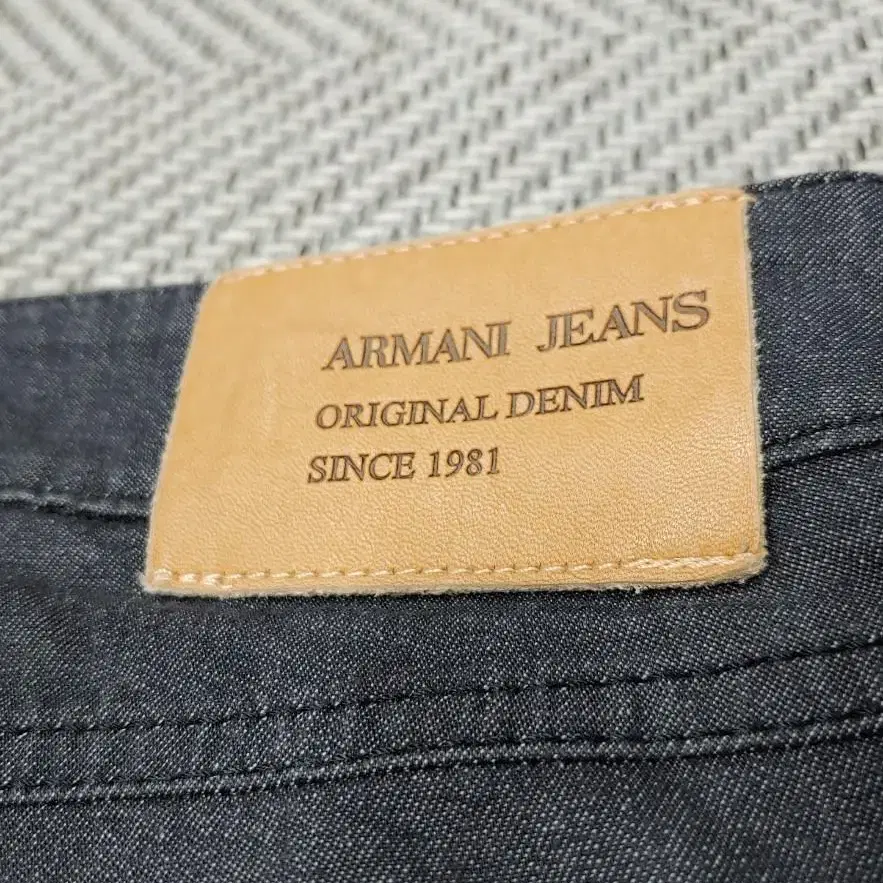 ARMANI JEANS
ORIGINAL DENIM
SINCE 1981